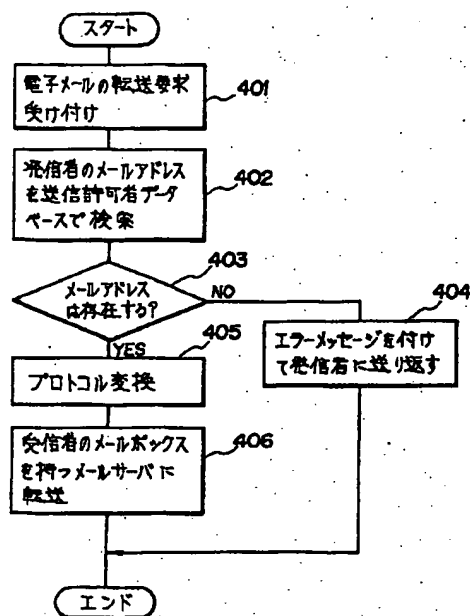 スタート
電子メールの転送要求
受け付け
401
発信者のメールアドレス
を送信許可者データ
ベースで検索
402
403
メールアドレス
は存在する?
NO
YES
404
エラーメッセージを付け
て発信者に送り返す
405
プロトコル変換
受信者のメールボックス
を持つメールサーバに
転送
406
エンド